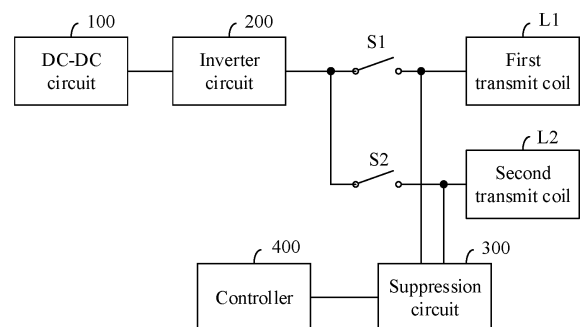 100
DC-DC
circuit
200
Inverter
circuit
S1
L1
First
transmit coil
S2
L2
Second
transmit coil
400
Controller
300
Suppression
circuit